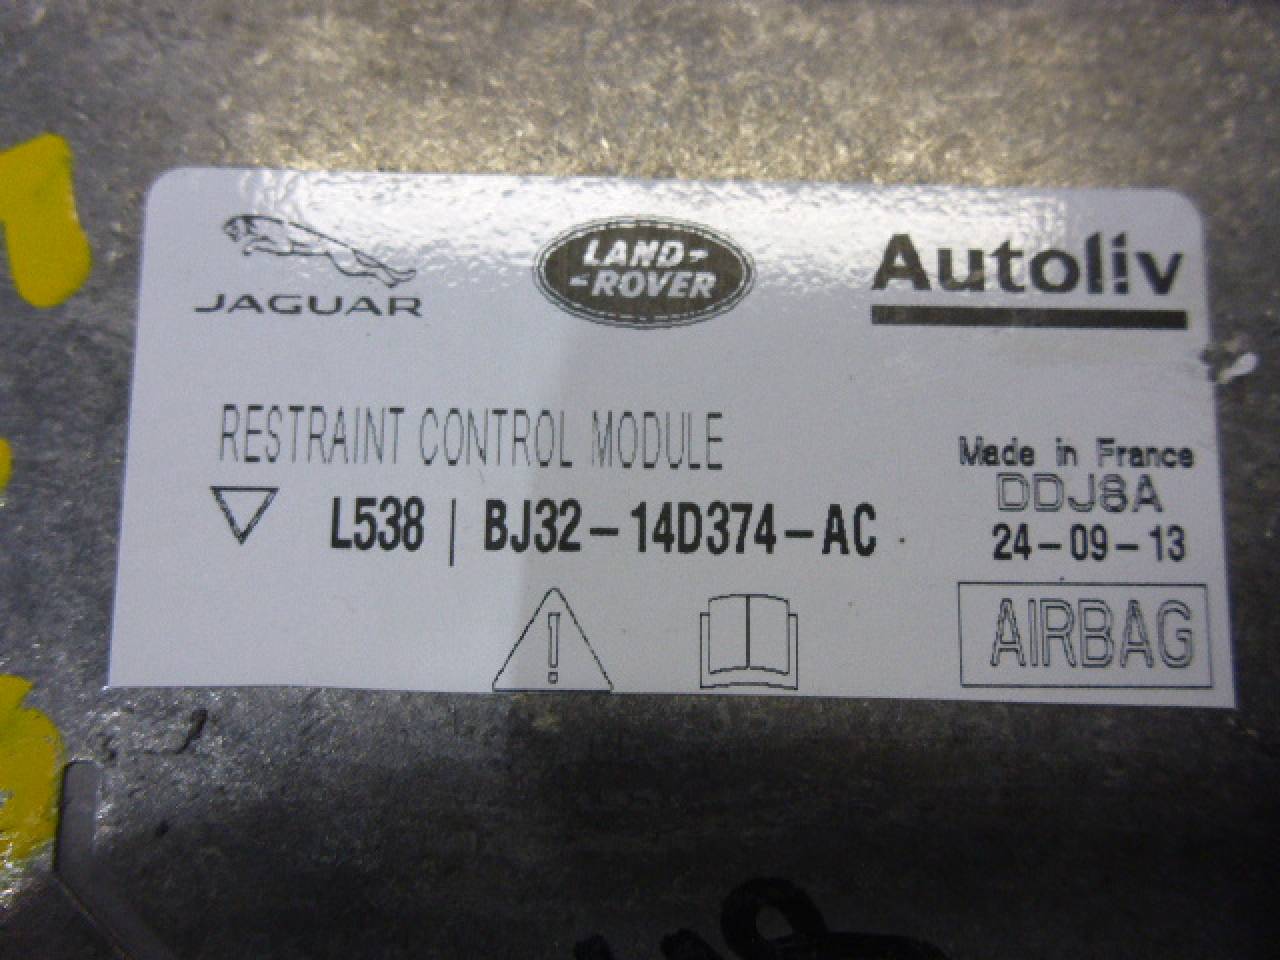 JAGUAR
LAND-
-ROVER
Autoliv
RESTRAINT CONTROL MODULE
Made in France
DDJ8A
L538 | BJ32-14D374-AC
24-09-13
AIRBAG